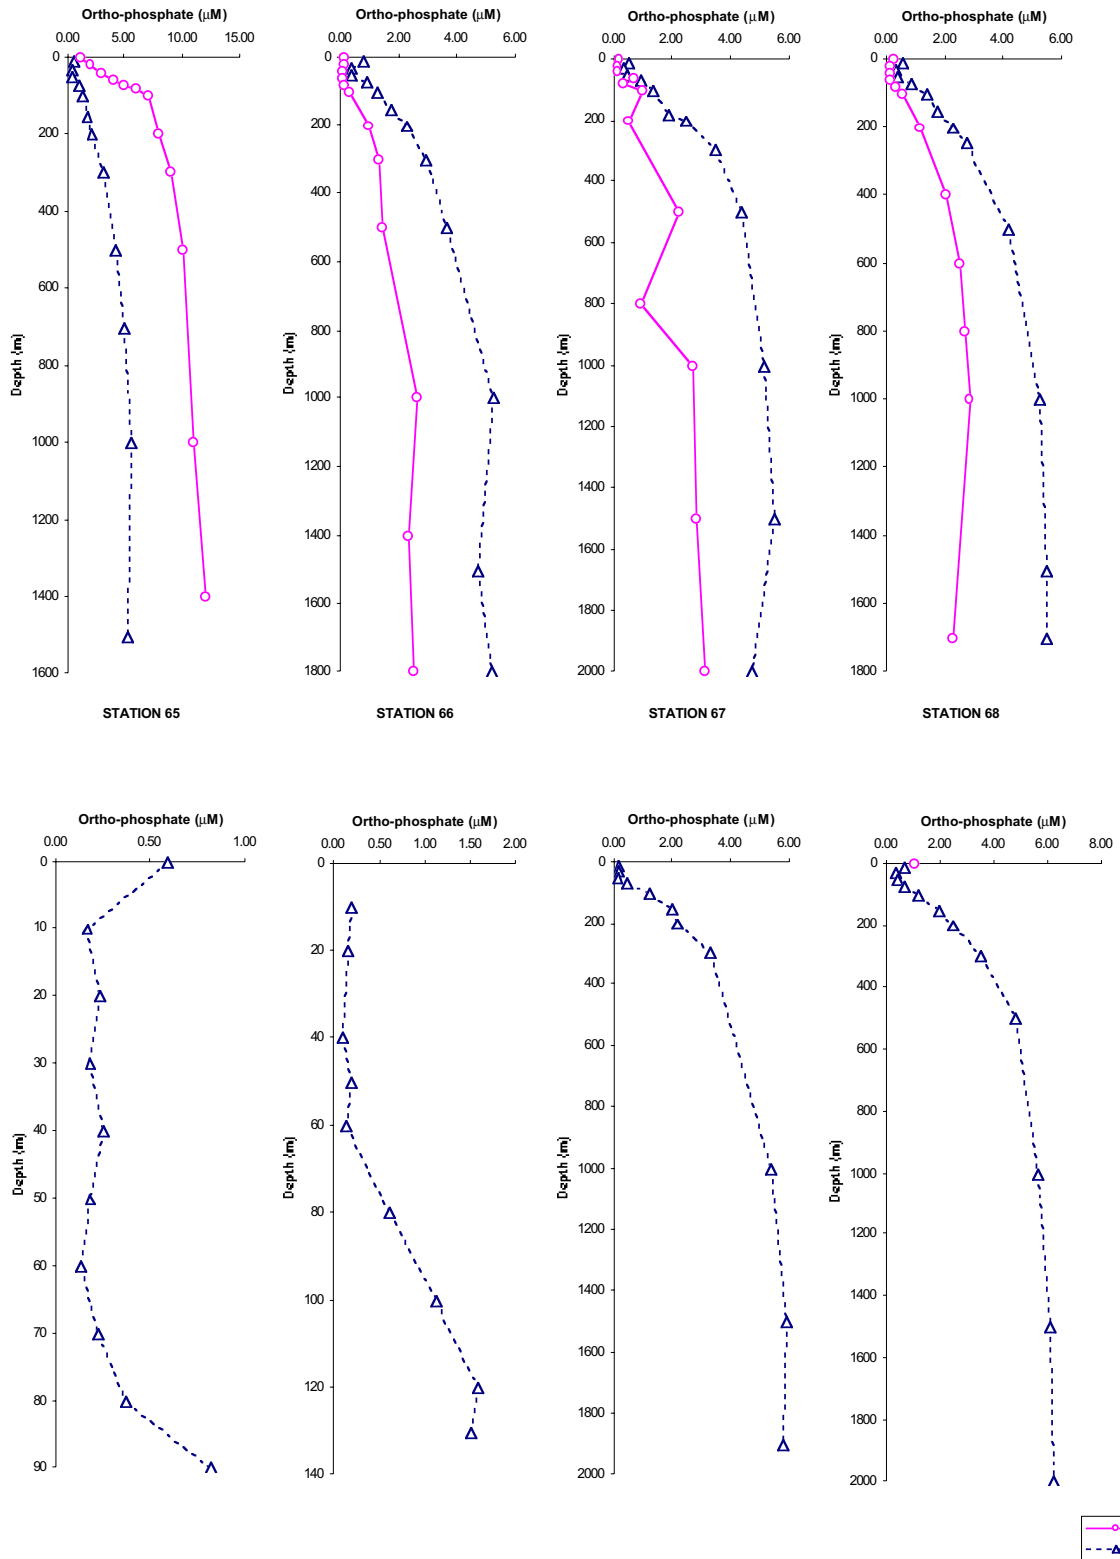 Ortho-phosphate (μM) Ortho-phosphate (μM) Ortho-phosphate (μM) Ortho-phosphate (μM)
0.00 5.00 10.00 15.00 0.00 2.00 4.00 6.00 0.00 2.00 4.00 6.00 0.00 2.00 4.00 6.00
0 0 0 0
200 200 200 200
400 400 400 400
600 600 600 600
800 800 800 800
1000 1000 1000 1000
1200 1200 1200 1200
1400 1400 1400 1400
1600 1600 1600 1600
1800 1800 1800
2000
Depth (m) Depth (m) Depth (m) Depth (m)
STATION 65 STATION 66 STATION 67 STATION 68
Ortho-phosphate (μM) Ortho-phosphate (μM) Ortho-phosphate (μM) Ortho-phosphate (μM)
0.00 0.50 1.00 0.00 0.50 1.00 1.50 2.00 0.00 2.00 4.00 6.00 0.00 2.00 4.00 6.00 8.00
0 0 0 0
10 20 200 200
20 40 400 400
30 60 600 600
40 80 800 800
50 100 1000 1000
60 120 1200 1200
70 140 1400 1400
80 1600 1600
90 1800 1800
2000 2000
Depth (m) Depth (m) Depth (m) Depth (m)